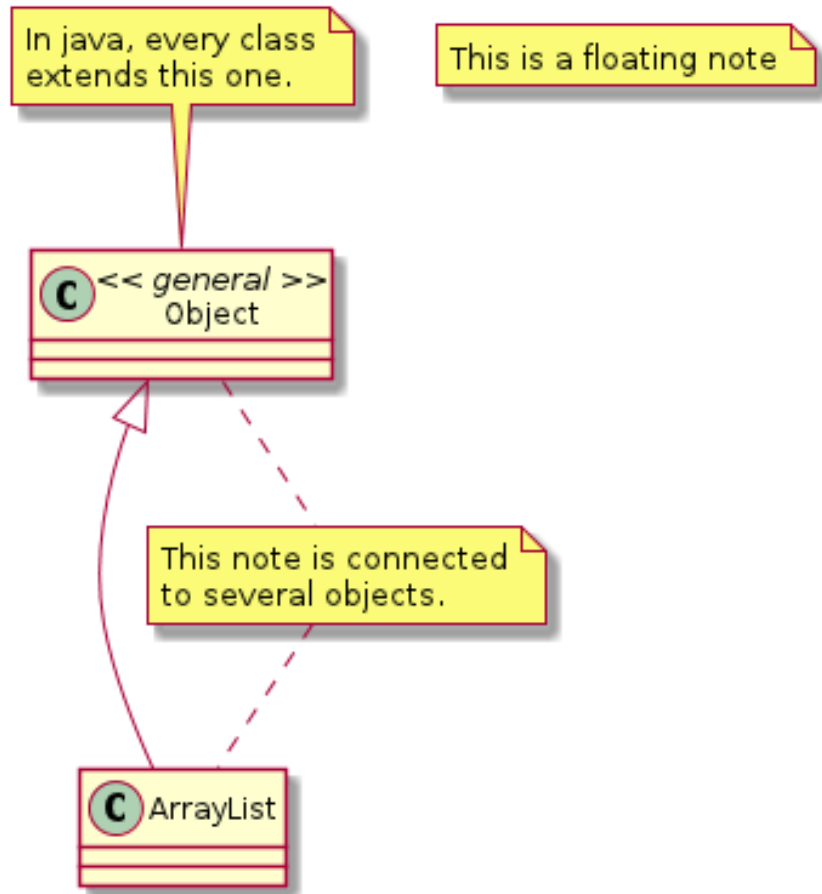 In java, every class
extends this one.
This is a floating note
C
<< general >>
Object
This note is connected
to several objects.
C
ArrayList